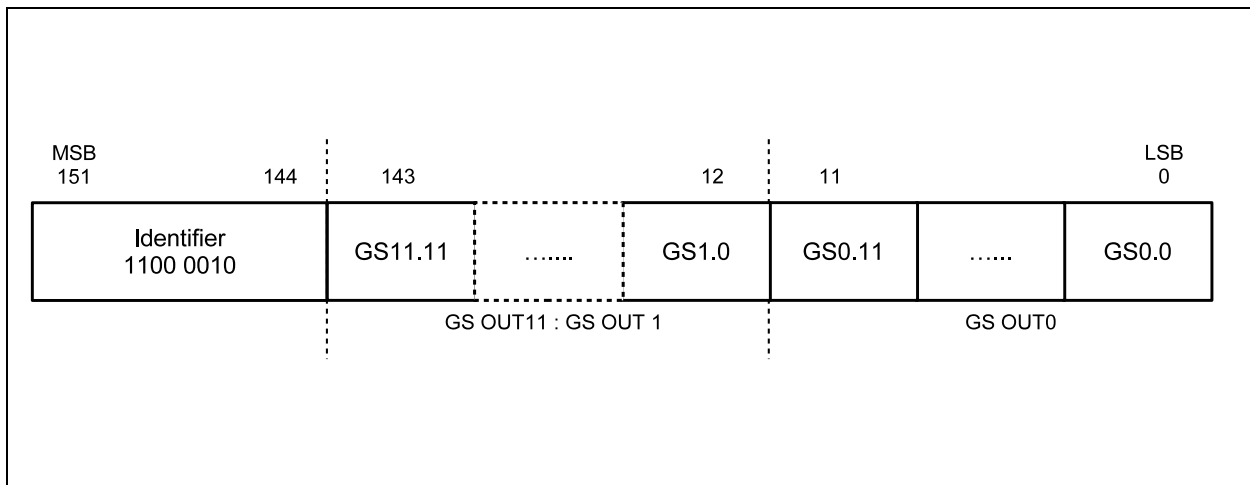 MSB LSB
151 144 143 12 11 0
Identifier
1100 0010
GS11.11 ....... GS1.0 GS0.11 ...... GS0.0
GS OUT11 : GS OUT 1 GS OUT0